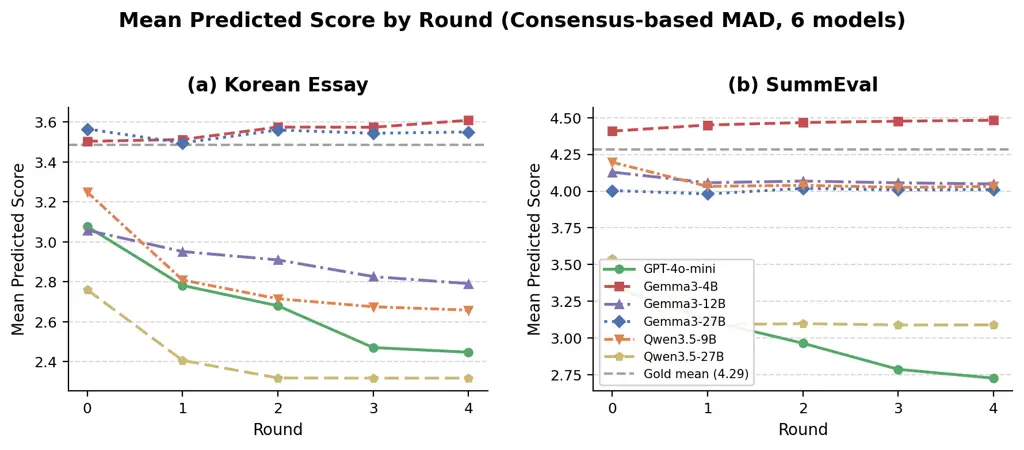 Mean Predicted Score by Round (Consensus-based MAD, 6 models)
(a) Korean Essay
Mean Predicted Score
3.6
3.4
3.2
3.0
2.8
2.6
2.4
0 1 2 3 4
Round
(b) SummEval
Mean Predicted Score
4.50
4.25
4.00
3.75
3.50
3.25
3.00
2.75
GPT-4o-mini
Gemma3-4B
Gemma3-12B
Gemma3-27B
Qwen3.5-9B
Qwen3.5-27B
Gold mean (4.29)
0 1 2 3 4
Round